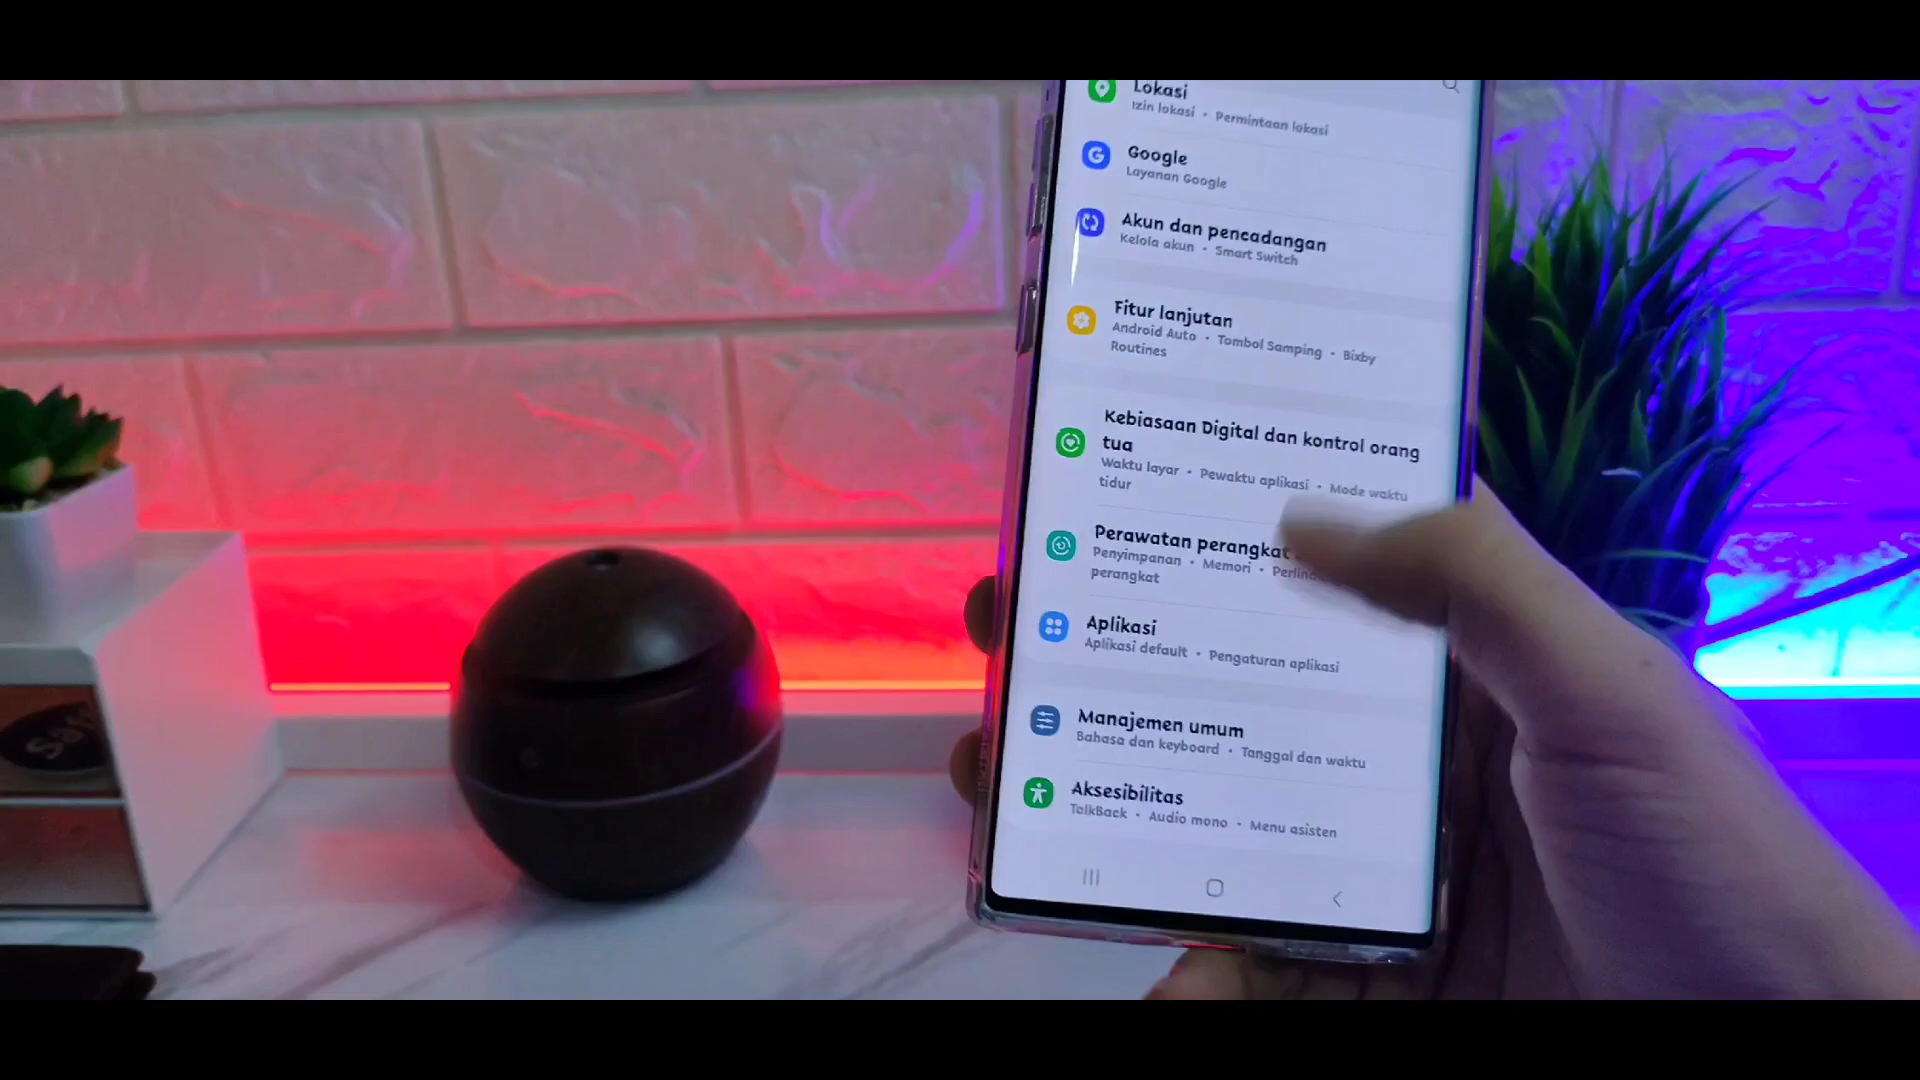 Lokasi
Izin lokasi • Permintaan lokasi
Google
Layanan Google
Akun dan pencadangan
Kelola akun • Smart Switch
Fitur lanjutan
Android Auto • Tombol Samping • Bixby
Routines
Kebiasaan Digital dan kontrol orang
tua
Waktu layar • Pewaktu aplikasi • Mode waktu
tidur
Perawatan perangkat
Penyimpanan • Memori •
perangkat
Aplikasi
Aplikasi default • Pengaturan aplikasi
Manajemen umum
Bahasa dan keyboard • Tanggal dan waktu
Aksesibilitas
TalkBack • Audio mono • Menu asisten